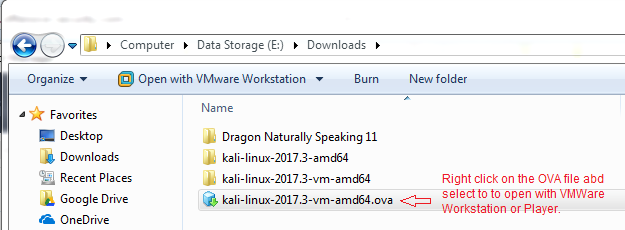 Computer ▸ Data Storage (E:) ▸ Downloads ▸
Organize ▾ Open with VMware Workstation ▾ Burn New folder
Favorites
Desktop
Downloads
Recent Places
Google Drive
OneDrive
Name
Dragon Naturally Speaking 11
kali-linux-2017.3-amd64
kali-linux-2017.3-vm-amd64
kali-linux-2017.3-vm-amd64.ova
Right click on the OVA file abd
select to to open with VMWare
Workstation or Player.